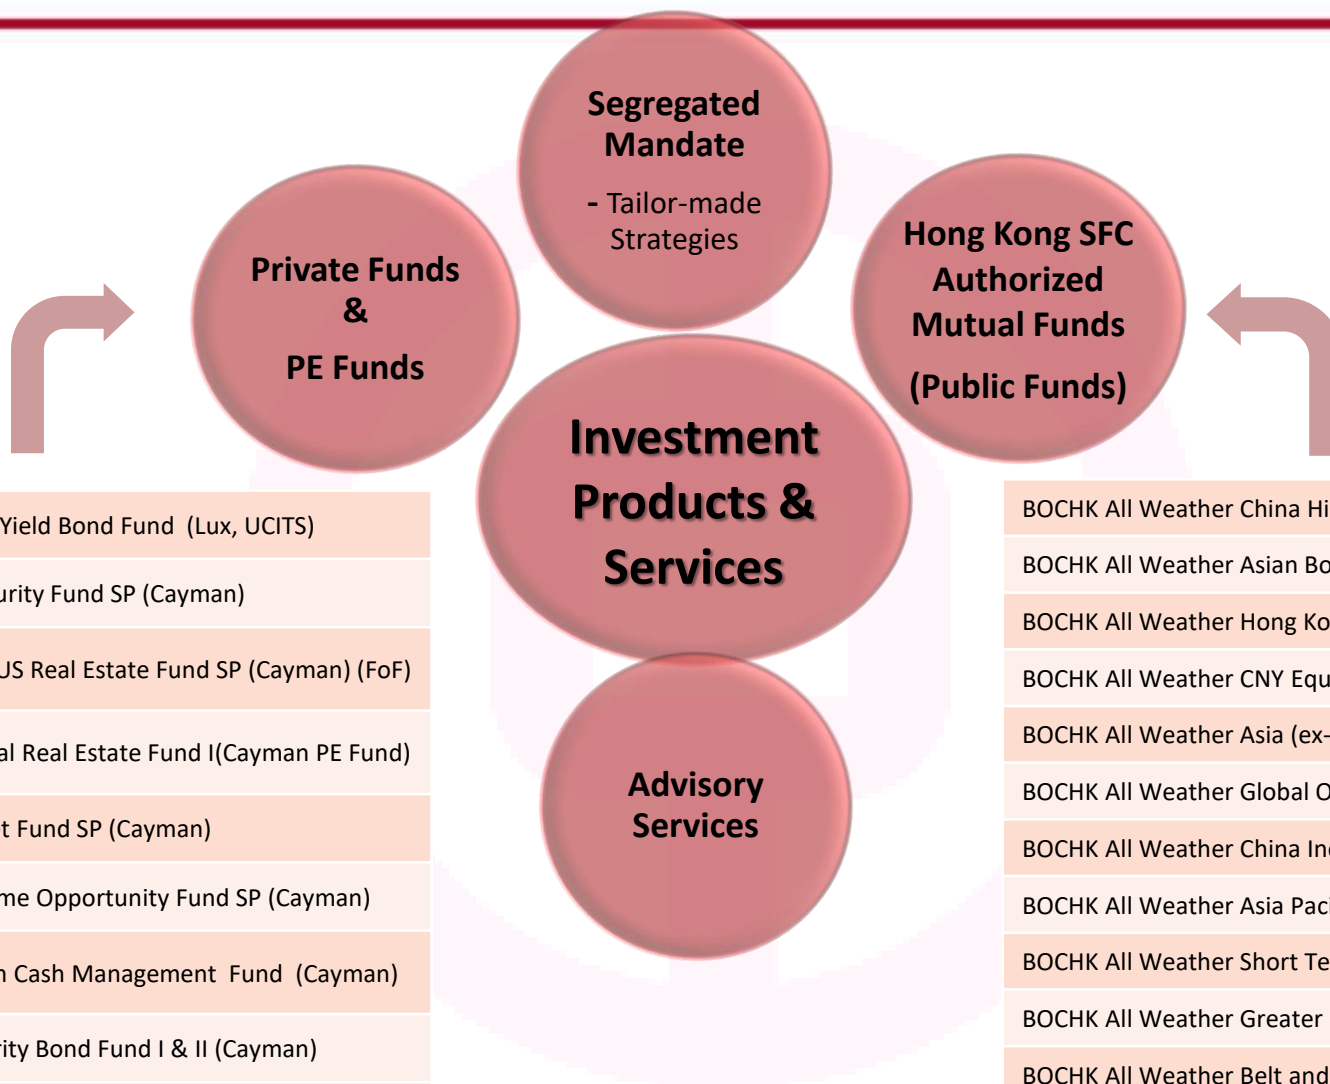 Segregated
Mandate
- Tailor-made
Strategies
Private Funds
&
PE Funds
Hong Kong SFC
Authorized
Mutual Funds
(Public Funds)
Investment
Products &
Services
Advisory
Services
Yield Bond Fund (Lux, UCITS)
urity Fund SP (Cayman)
US Real Estate Fund SP (Cayman) (FoF)
al Real Estate Fund I(Cayman PE Fund)
t Fund SP (Cayman)
me Opportunity Fund SP (Cayman)
n Cash Management Fund (Cayman)
rity Bond Fund I & II (Cayman)
BOCHK All Weather China Hi
BOCHK All Weather Asian Bo
BOCHK All Weather Hong Ko
BOCHK All Weather CNY Equ
BOCHK All Weather Asia (ex-
BOCHK All Weather Global O
BOCHK All Weather China In
BOCHK All Weather Asia Paci
BOCHK All Weather Short Te
BOCHK All Weather Greater
BOCHK All Weather Belt and